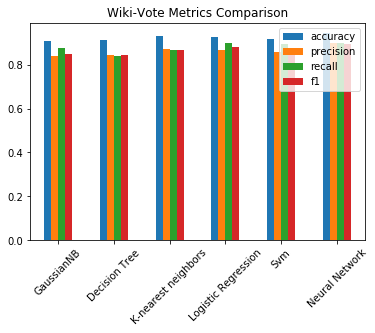 Wiki-Vote Metrics Comparison
accuracy
precision
recall
f1
0.8
0.6
0.4
0.2
0.0
GaussianNB
Decision Tree
K-nearest neighbors
Logistic Regression
Svm
Neural Network